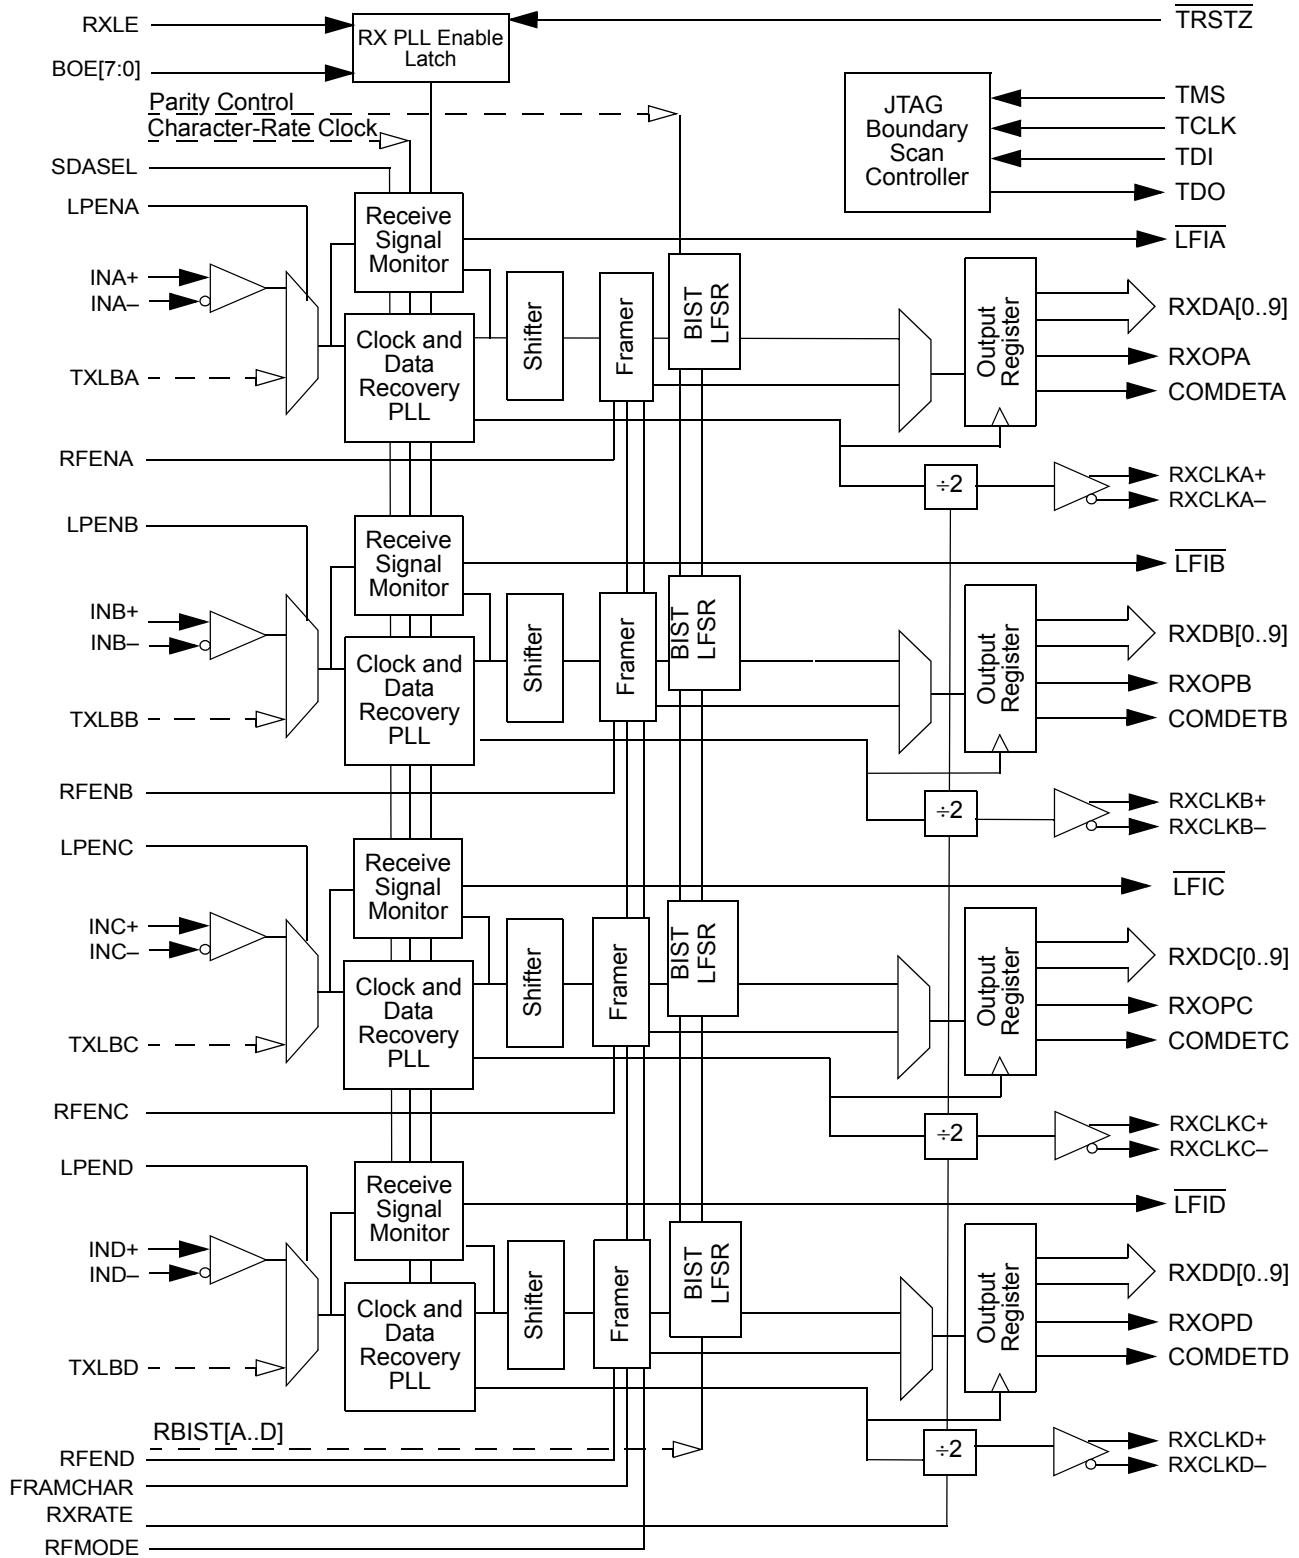 RXLE
BOE[7:0]
RX PLL Enable
Latch
TRSTZ
Parity Control
Character-Rate Clock
JTAG
Boundary
Scan
Controller
TMS
TCLK
TDI
TDO
SDASEL
LPENA
INA+
INA–
TXLBA
RFENA
Receive
Signal
Monitor
Clock and
Data
Recovery
PLL
Shifter
Framer
BIST
LFSR
Output
Register
÷2
LFIA
RXDA[0..9]
RXOPA
COMDETA
RXCLKA+
RXCLKA–
LPENB
INB+
INB–
TXLBB
RFENB
Receive
Signal
Monitor
Clock and
Data
Recovery
PLL
Shifter
Framer
BIST
LFSR
Output
Register
÷2
LFIB
RXDB[0..9]
RXOPB
COMDETB
RXCLKB+
RXCLKB–
LPENC
INC+
INC–
TXLBC
RFENC
Receive
Signal
Monitor
Clock and
Data
Recovery
PLL
Shifter
Framer
BIST
LFSR
Output
Register
÷2
LFIC
RXDC[0..9]
RXOPC
COMDETC
RXCLKC+
RXCLKC–
LPEND
IND+
IND–
TXLBD
Receive
Signal
Monitor
Clock and
Data
Recovery
PLL
Shifter
Framer
BIST
LFSR
Output
Register
÷2
LFID
RXDD[0..9]
RXOPD
COMDETD
RXCLKD+
RXCLKD–
RBIST[A..D]
RFEND
FRAMCHAR
RXRATE
RFMODE